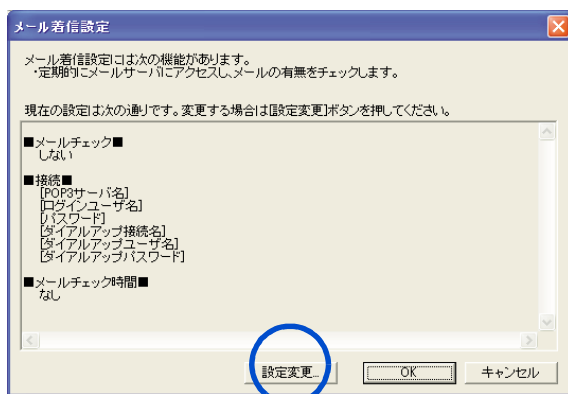 メール着信設定
メール着信設定には次の機能があります。
・定期的にメールサーバにアクセスし、メールの有無をチェックします。
現在の設定は次の通りです。変更する場合は[設定変更]ボタンを押してください。
■メールチェック■
しない
■接続■
[POP3サーバ名]
[ログインユーザ名]
[パスワード]
[ダイアルアップ接続名]
[ダイアルアップユーザ名]
[ダイアルアップパスワード]
■メールチェック時間■
なし
設定変更...
OK
キャンセル